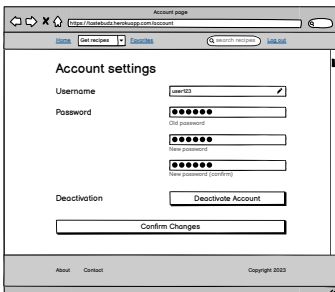 Account page
https://tastebudz.herokuapp.com/account
Home Get recipes Favorites search recipes Log out
Account settings
Username user123
Password
Old password
New password
New password (confirm)
Deactivation Deactivate Account
Confirm Changes
About Contact Copyright 2023